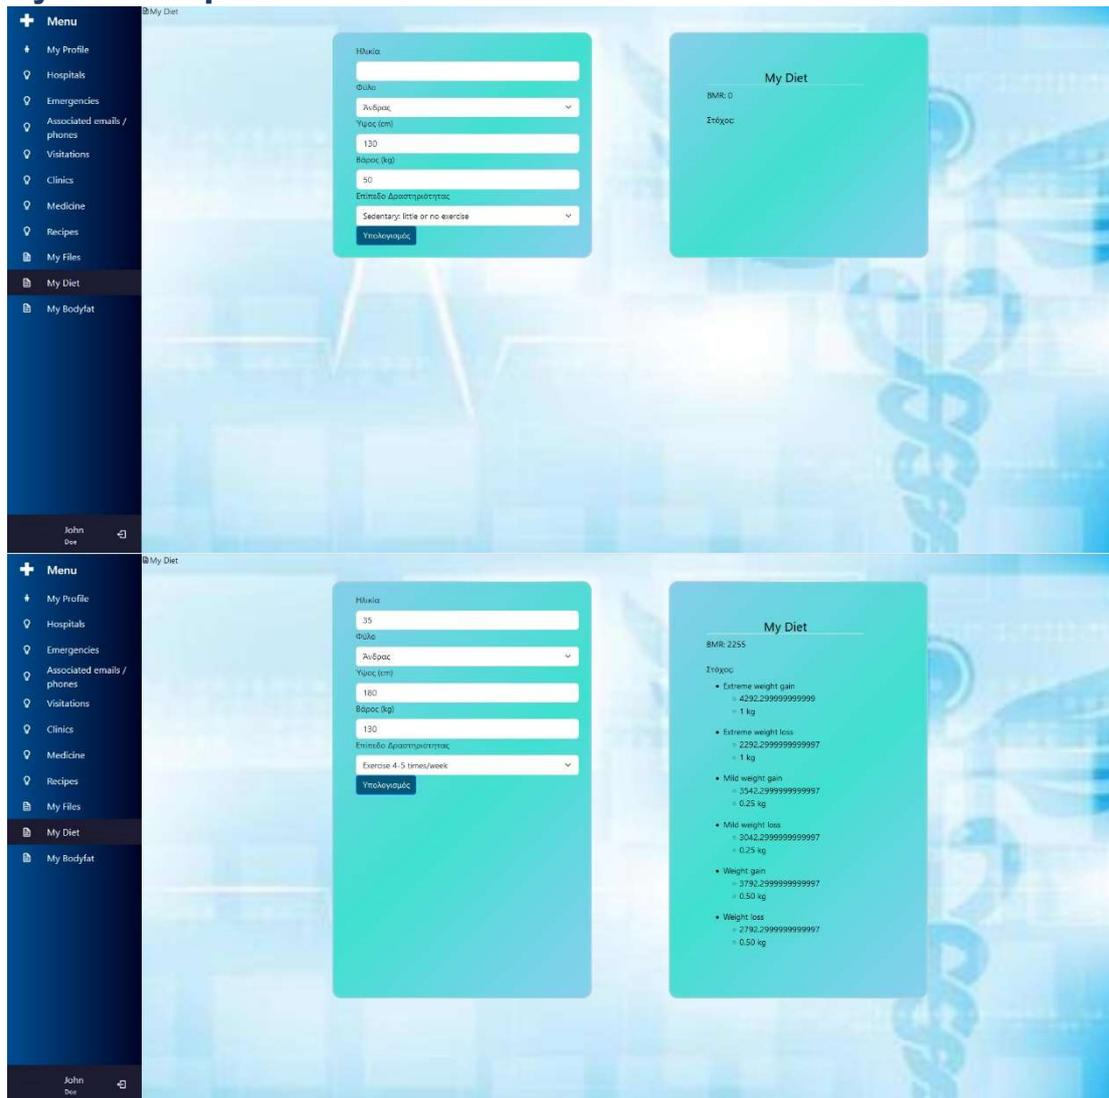 My Diet
Menu
My Profile
Hospitals
Emergencies
Associated emails /
phones
Visitations
Clinics
Medicine
Recipes
My Files
My Diet
My Bodyfat
John
Doe
Ηλικία
Φύλο
Άνδρας
Ύψος (cm)
130
Βάρος (kg)
50
Επίπεδο Δραστηριότητας
Sedentary: little or no exercise
Υπολογισμός
My Diet
BMR: 0
Στόχος:
My Diet
Menu
My Profile
Hospitals
Emergencies
Associated emails /
phones
Visitations
Clinics
Medicine
Recipes
My Files
My Diet
My Bodyfat
John
Doe
Ηλικία
35
Φύλο
Άνδρας
Ύψος (cm)
180
Βάρος (kg)
130
Επίπεδο Δραστηριότητας
Exercise 4-5 times/week
Υπολογισμός
My Diet
BMR: 2255
Στόχος:
Extreme weight gain
4292.299999999999
1 kg
Extreme weight loss
2292.2999999999997
1 kg
Mild weight gain
3542.2999999999997
0.25 kg
Mild weight loss
3042.2999999999997
0.25 kg
Weight gain
3792.2999999999997
0.50 kg
Weight loss
2792.2999999999997
0.50 kg